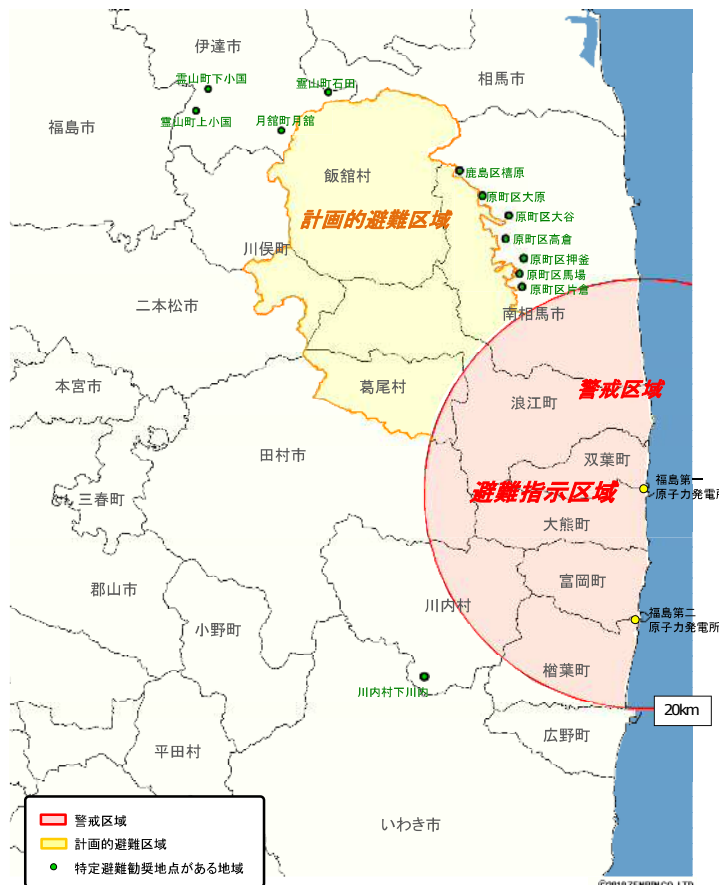 伊達市
霊山町下小国
霊山町石田
相馬市
霊山町上小国
月舘町月舘
福島市
飯舘村
鹿島区橲原
原町区大原
計画的避難区域
原町区大谷
川俣町
原町区高倉
原町区押釜
原町区馬場
原町区片倉
二本松市
南相馬市
本宮市
葛尾村
浪江町
警戒区域
田村市
双葉町
福島第一
原子力発電所
三春町
避難指示区域
大熊町
郡山市
富岡町
川内村
福島第二
原子力発電所
小野町
楢葉町
川内村下川内
20km
広野町
平田村
いわき市
警戒区域
計画的避難区域
特定避難勧奨地点がある地域